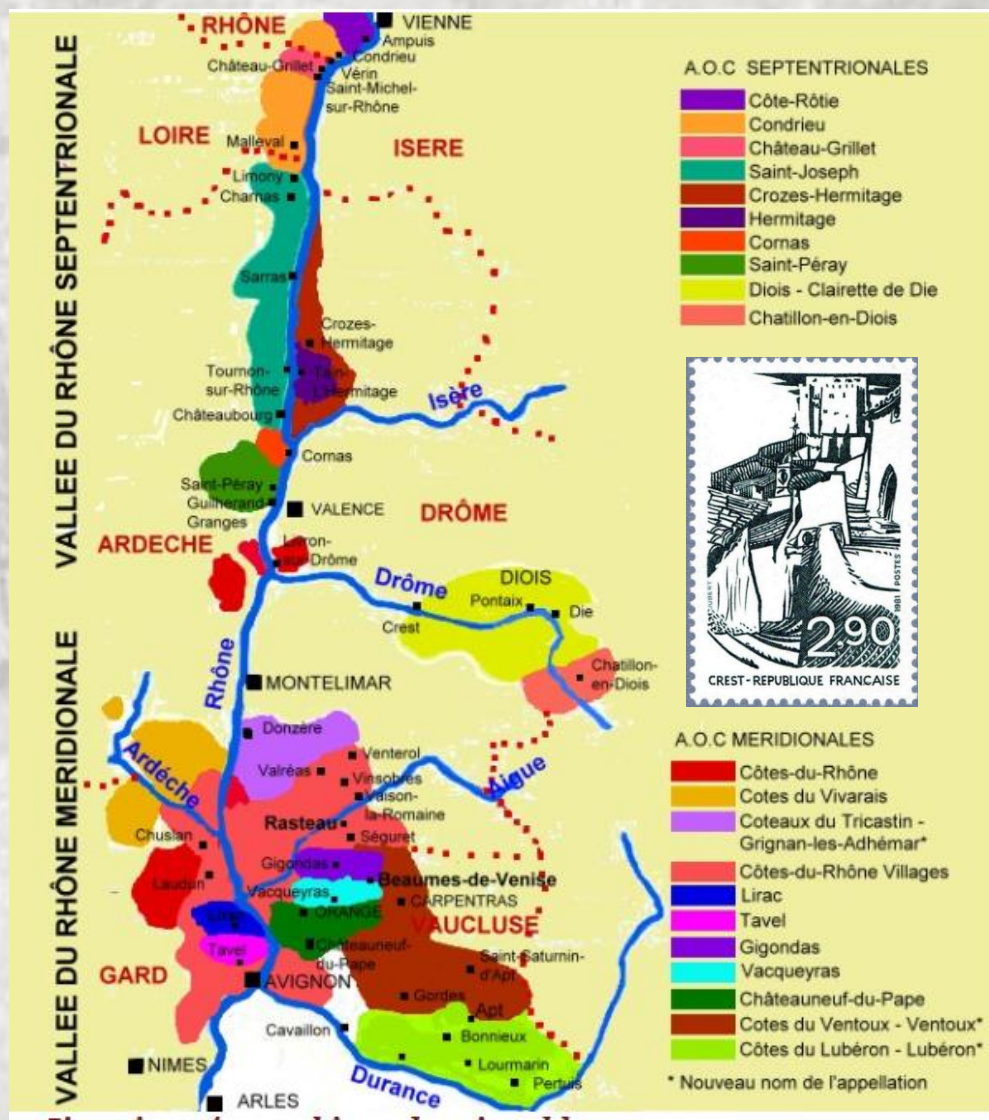 VALLEE DU RHÔNE SEPTENTRIONALE
VALLEE DU RHÔNE MERIDIONALE
RHÔNE
VIENNE
Ampuis
Condrieu
Château-Grillet
Vérin
Saint-Michel-
sur-Rhône
LOIRE
ISERE
Malleval
Limony
Charnas
Sarras
Crozes-
Hermitage
Tournon-
sur-Rhône
Tain-
L'Hermitage
Isère
Châteaubourg
Cornas
Saint-Péray
Guilherand
Granges
VALENCE
DRÔME
ARDECHE
Livron-
sur-Drôme
Drôme
DIOIS
Pontaix
Die
Crest
Chatillon-
en-Diois
Rhône
MONTELIMAR
Donzère
Ardéche
Venterol
Valréas
Vinsobres
Aigue
Vaison-
la-Romaine
Rasteau
Chuslan
Séguret
Gigondas
Beaumes-de-Venise
Laudun
Vacqueyras
CARPENTRAS
ORANGE
VAUCLUSE
Lirac
Tavel
Châteauneuf-
du-Pape
Saint-Saturnin-
d'Apt
GARD
AVIGNON
Gordes
Apt
Cavaillon
Bonnieux
Lourmarin
NIMES
Durance
Pertuis
ARLES
A.O.C SEPTENTRIONALES
Côte-Rôtie
Condrieu
Château-Grillet
Saint-Joseph
Crozes-Hermitage
Hermitage
Cornas
Saint-Péray
Diois - Clairette de Die
Chatillon-en-Diois
1981 POSTES
2,90
CREST-REPUBLIQUE FRANCAISE
A.O.C MERIDIONALES
Côtes-du-Rhône
Cotes du Vivarais
Coteaux du Tricastin -
Grignan-les-Adhémar*
Côtes-du-Rhône Villages
Lirac
Tavel
Gigondas
Vacqueyras
Châteauneuf-du-Pape
Cotes du Ventoux - Ventoux*
Côtes du Lubéron - Lubéron*
* Nouveau nom de l'appellation